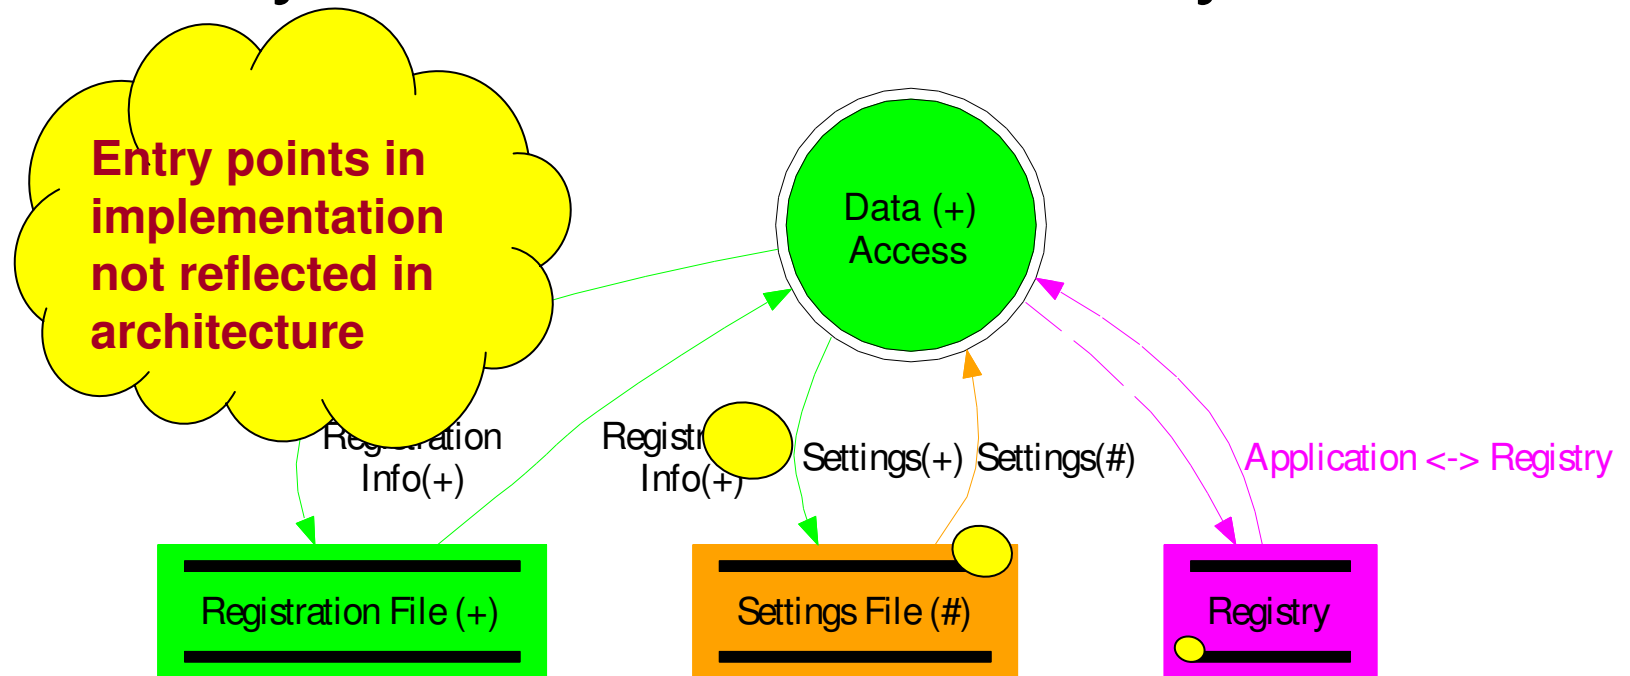 Entry points in
implementation
not reflected in
architecture
Data (+)
Access
Info(+)
Info(+)
Settings(+)
Settings(#)
Application <-> Registry
Registration File (+)
Settings File (#)
Registry